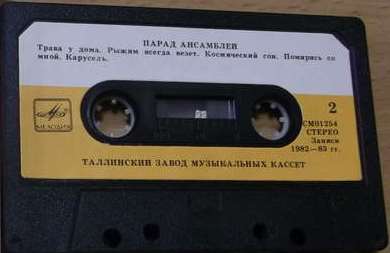 ПАРАД АНСАМБЛЕЙ
Трава у дома. Рыжим всегда везет. Космический сон. Помирись со
мной. Карусель.
2
СМ01254
СТЕРЕО
Записи
1982—83 гг.
МЕЛОДИЯ
ТАЛЛИНСКИЙ ЗАВОД МУЗЫКАЛЬНЫХ КАССЕТ